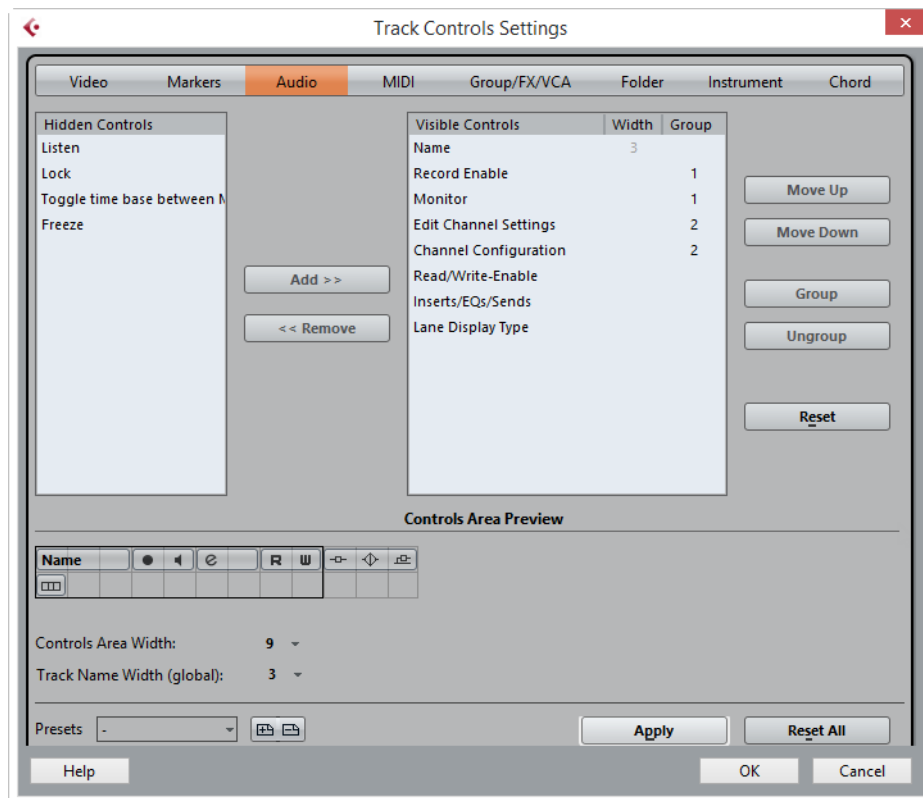 Track Controls Settings
Video Markers Audio MIDI Group/FX/VCA Folder Instrument Chord
Hidden Controls
Listen
Lock
Toggle time base between M
Freeze
Add >>
<< Remove
Visible Controls Width Group
Name 3
Record Enable 1
Monitor 1
Edit Channel Settings 2
Channel Configuration 2
Read/Write-Enable
Inserts/EQs/Sends
Lane Display Type
Move Up
Move Down
Group
Ungroup
Reset
Controls Area Preview
Name e R W
Controls Area Width: 9
Track Name Width (global): 3
Presets -
Apply
Reset All
Help
OK
Cancel